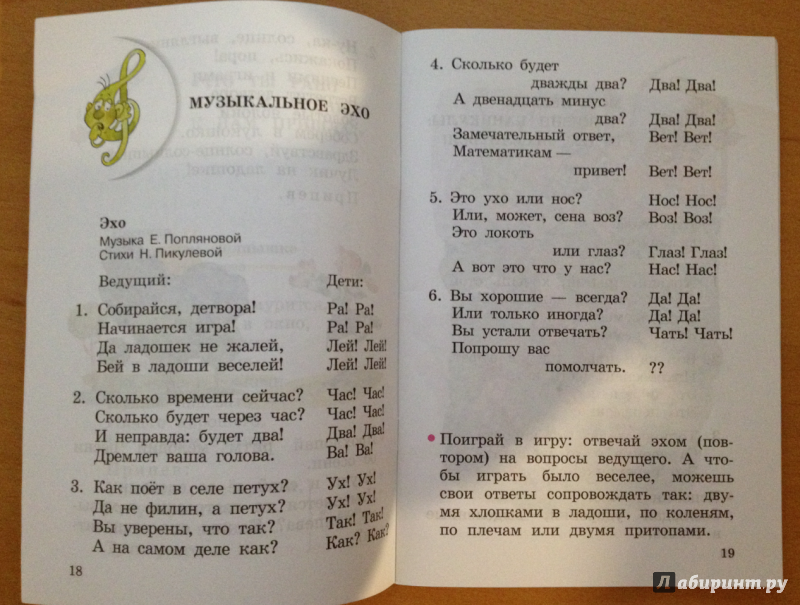 МУЗЫКАЛЬНОЕ ЭХО
Эхо
Музыка Е. Попляновой
Стихи Н. Пикулевой
Ведущий: Дети:
1. Собирайся, детвора! Ра! Ра!
Начинается игра! Ра! Ра!
Да ладошек не жалей, Лей! Лей!
Бей в ладоши веселей! Лей! Лей!
2. Сколько времени сейчас? Час! Час!
Сколько будет через час? Час! Час!
И неправда: будет два! Два! Два!
Дремлет ваша голова. Ва! Ва!
3. Как поёт в селе петух? Ух! Ух!
Да не филин, а петух? Ух! Ух!
Вы уверены, что так? Так! Так!
А на самом деле как? Как? Как?
18
4. Сколько будет
дважды два? Два! Два!
А двенадцать минус
два? Два! Два!
Замечательный ответ, Вет! Вет!
Математикам —
привет! Вет! Вет!
5. Это ухо или нос? Нос! Нос!
Или, может, сена воз? Воз! Воз!
Это локоть
или глаз? Глаз! Глаз!
А вот это что у нас? Нас! Нас!
6. Вы хорошие — всегда? Да! Да!
Или только иногда? Да! Да!
Вы устали отвечать? Чать! Чать!
Попрошу вас
помолчать. ??
• Поиграй в игру: отвечай эхом (пов-
тором) на вопросы ведущего. А что-
бы играть было веселее, можешь
свои ответы сопровождать так: дву-
мя хлопками в ладоши, по коленям,
по плечам или двумя притопами.
19
Лабиринт.ру